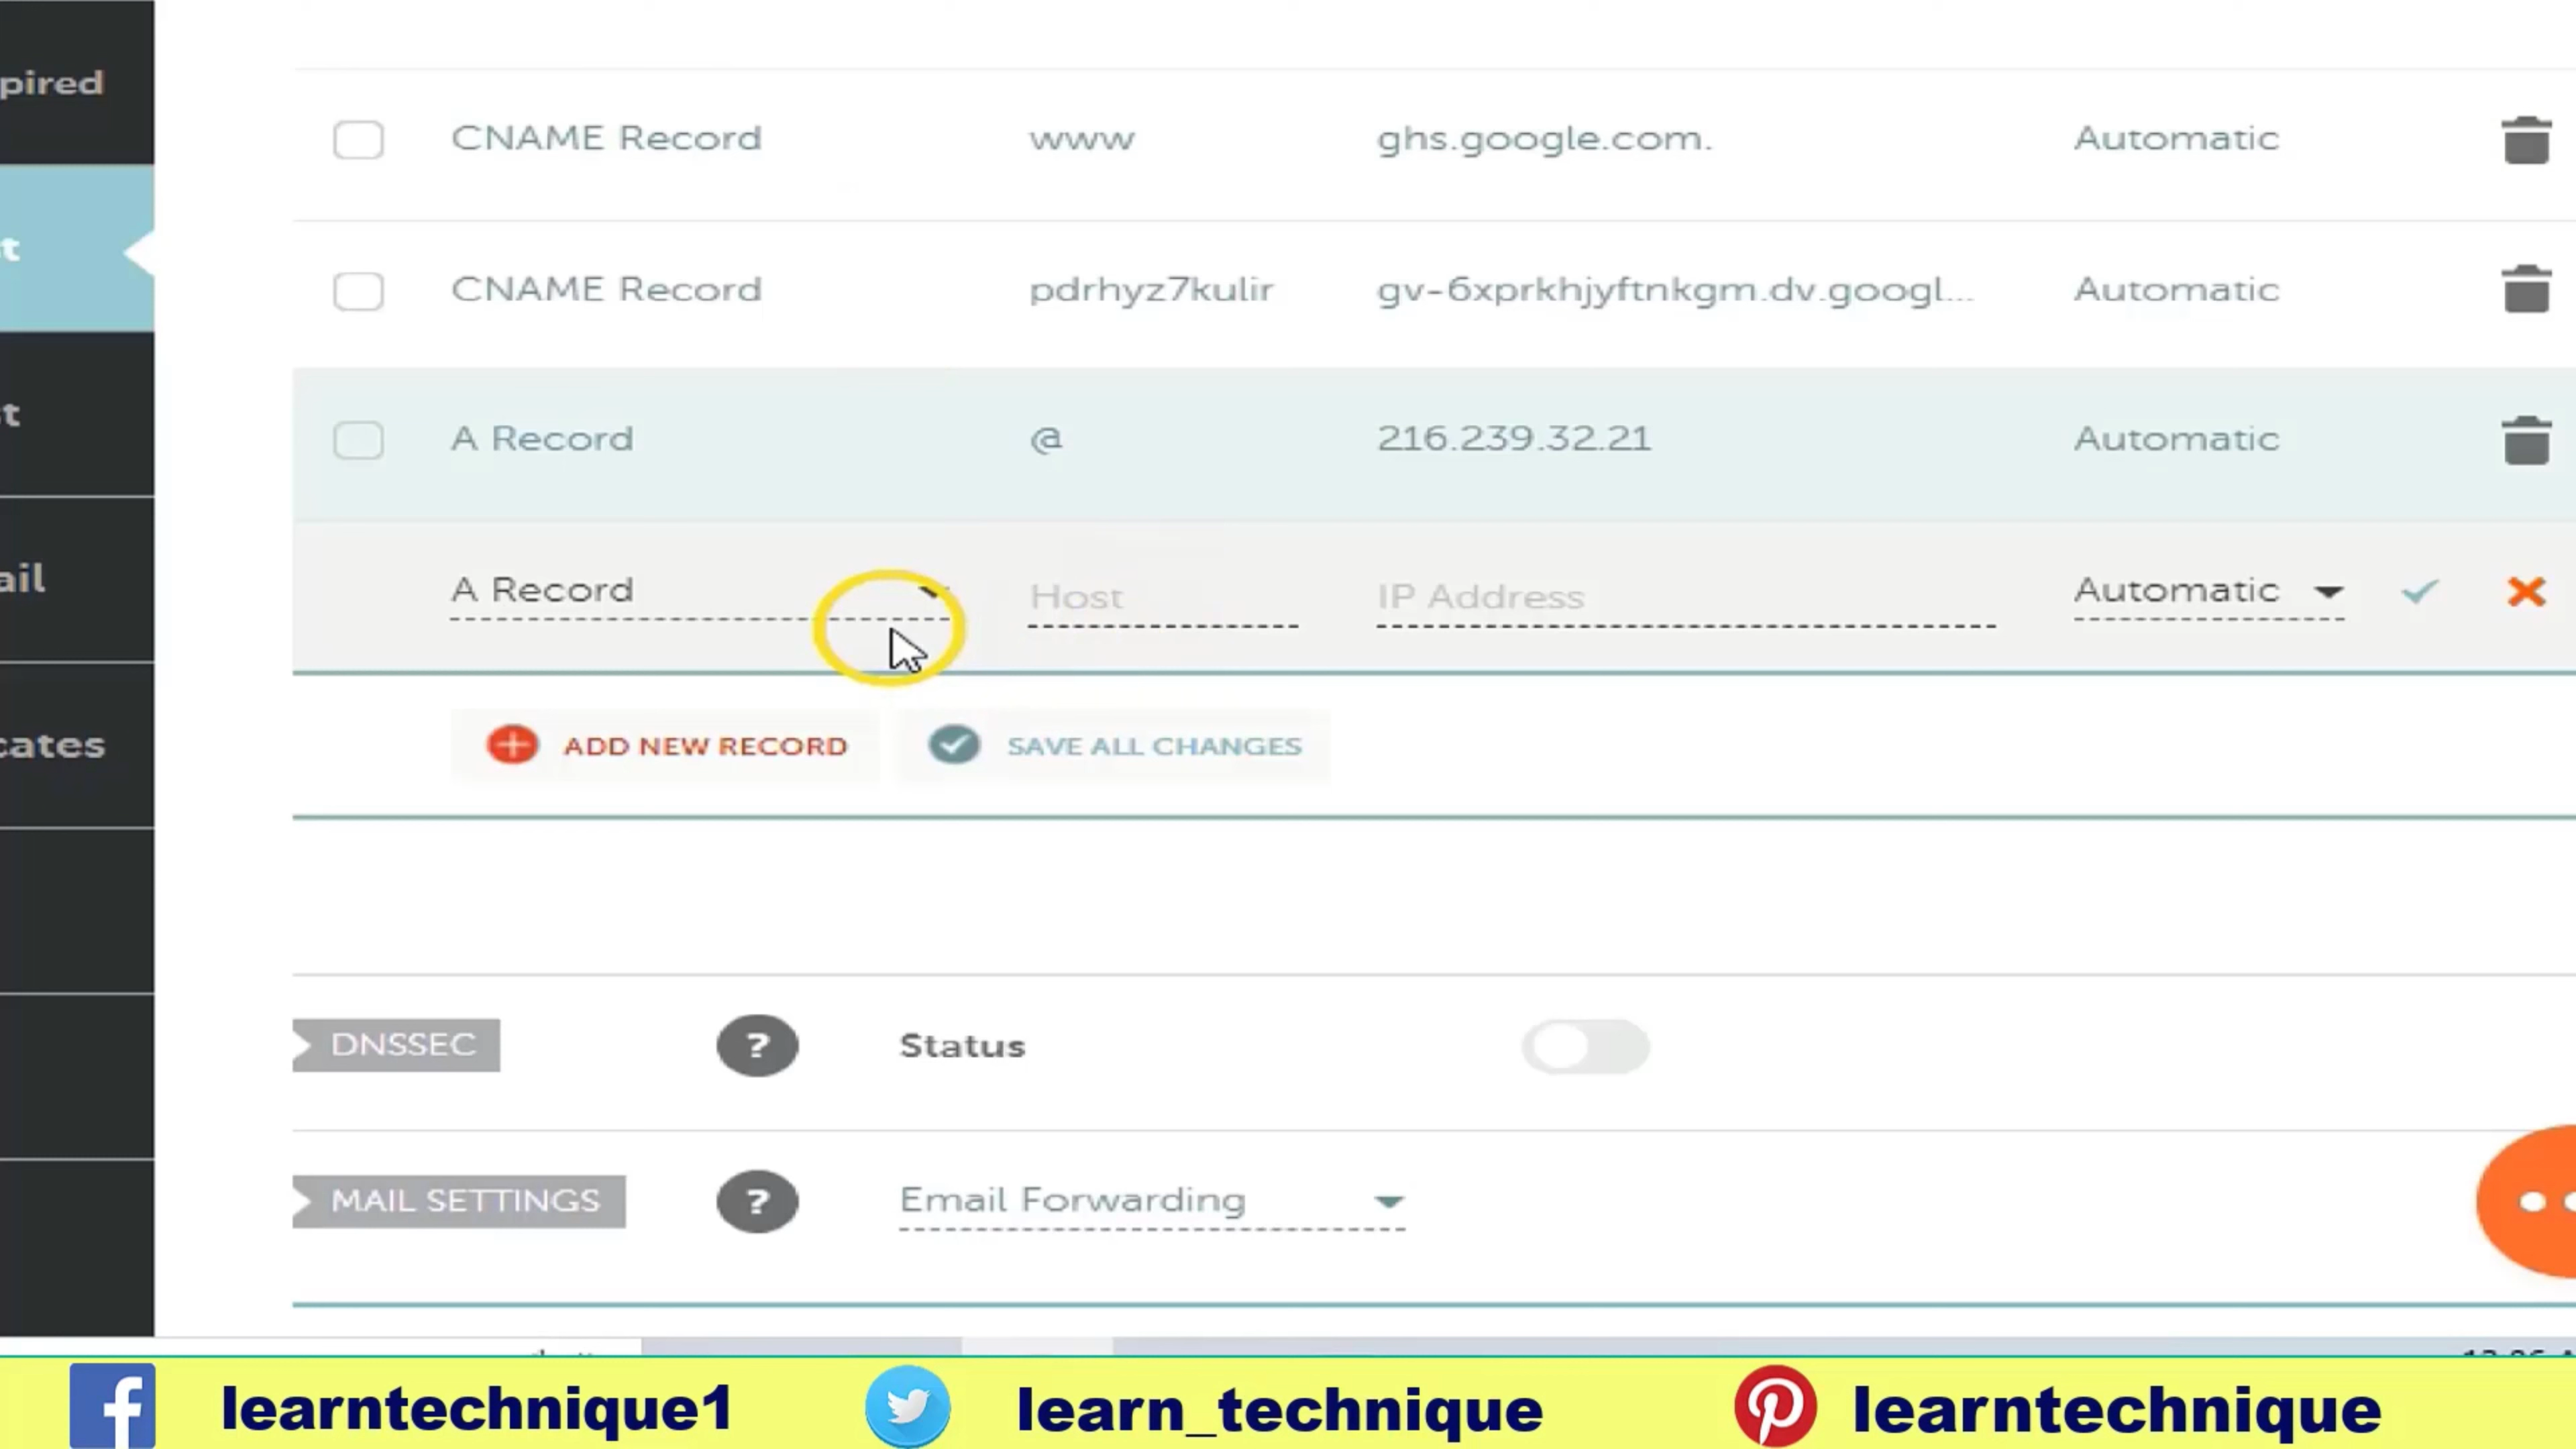 pired
CNAME Record www ghs.google.com. Automatic
t
CNAME Record pdrhyz7kulir gv-6xprkhjyftnkgm.dv.googl... Automatic
t
A Record @ 216.239.32.21 Automatic
ail
A Record Host IP Address Automatic
cates
ADD NEW RECORD SAVE ALL CHANGES
DNSSEC ? Status
MAIL SETTINGS ? Email Forwarding
learntechnique1 learn_technique learntechnique